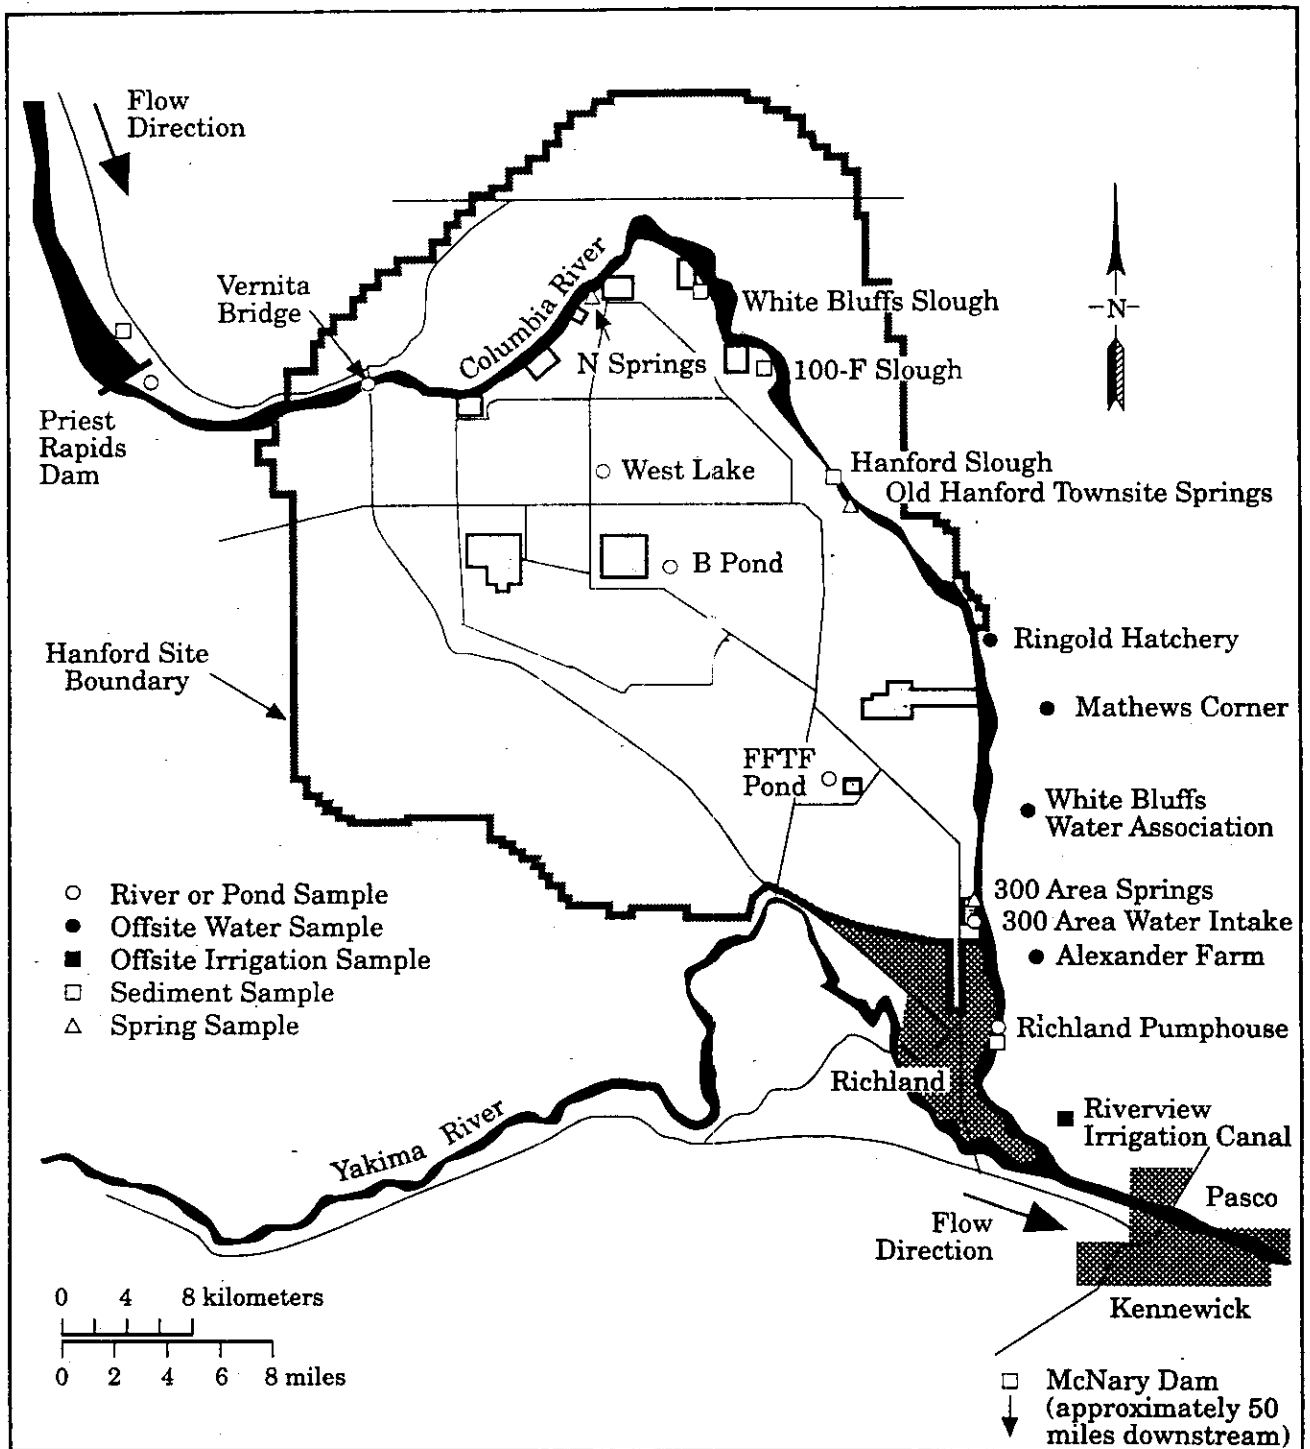 Flow
Direction
Vernita
Bridge
Columbia River
White Bluffs Slough
N Springs
100-F Slough
Priest
Rapids
Dam
West Lake
Hanford Slough
Old Hanford Townsite Springs
B Pond
Hanford Site
Boundary
Ringold Hatchery
Mathews Corner
FFTF
Pond
White Bluffs
Water Association
300 Area Springs
300 Area Water Intake
Alexander Farm
Richland Pumphouse
Richland
Riverview
Irrigation Canal
Pasco
Kennewick
Yakima River
Flow
Direction
N
River or Pond Sample
Offsite Water Sample
Offsite Irrigation Sample
Sediment Sample
Spring Sample
0 4 8 kilometers
0 2 4 6 8 miles
McNary Dam
(approximately 50
miles downstream)